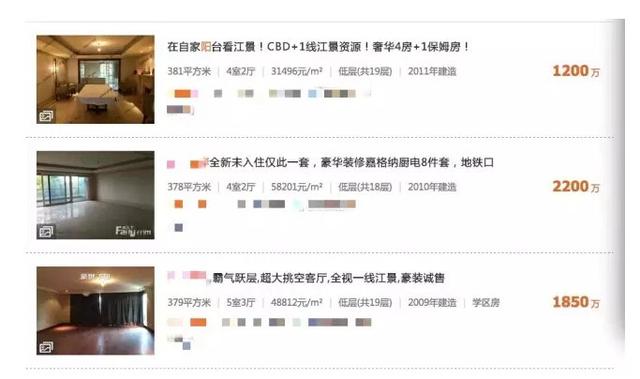 在自家阳台看江景！CBD+1线江景资源！奢华4房+1保姆房！
381平方米 | 4室2厅 | 31496元/m² | 低层(共19层) | 2011年建造
1200万
全新未入住仅此一套，豪华装修嘉格纳厨电8件套，地铁口
378平方米 | 4室2厅 | 58201元/m² | 低层(共18层) | 2010年建造
2200万
,霸气跃层,超大挑空客厅,全视一线江景,豪装诚售
379平方米 | 5室3厅 | 48812元/m² | 低层(共19层) | 2009年建造 | 学区房
1850万